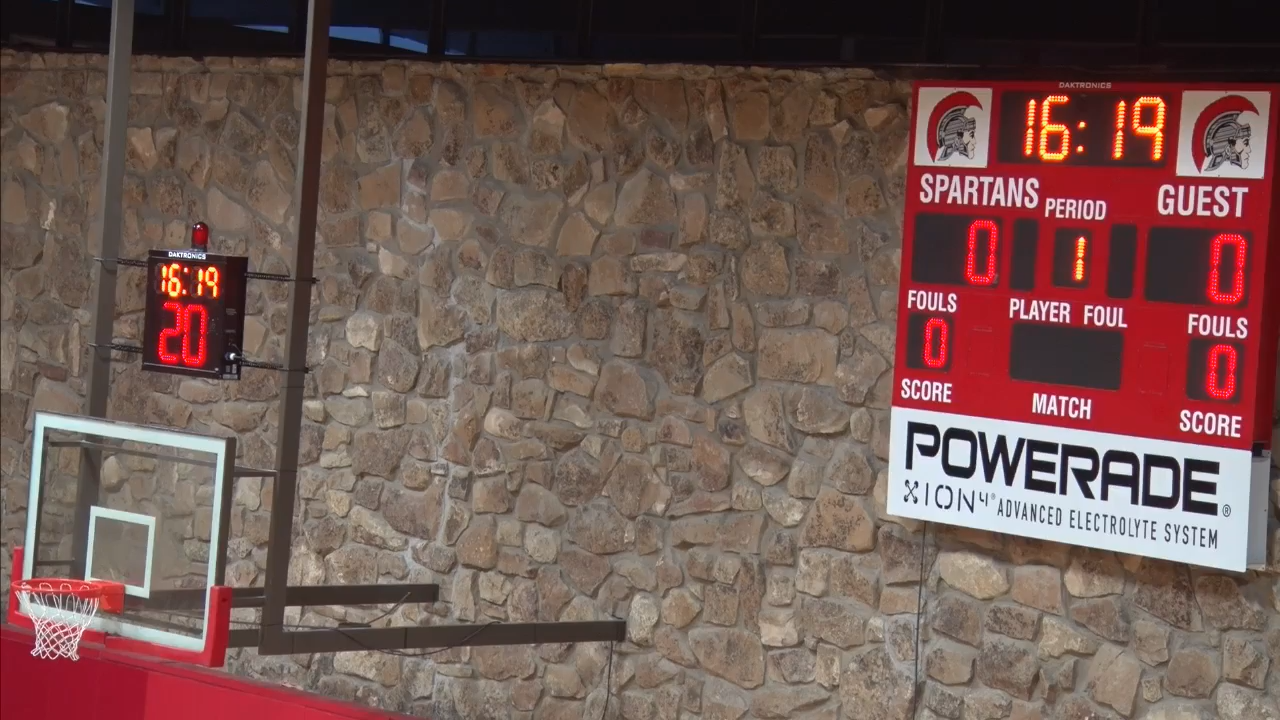 DAKTRONICS
16:19
SPARTANS PERIOD GUEST
0 1 0
FOULS PLAYER FOUL FOULS
0 0
SCORE MATCH SCORE
POWERADE®
ION4® ADVANCED ELECTROLYTE SYSTEM
DAKTRONICS
16:19
20